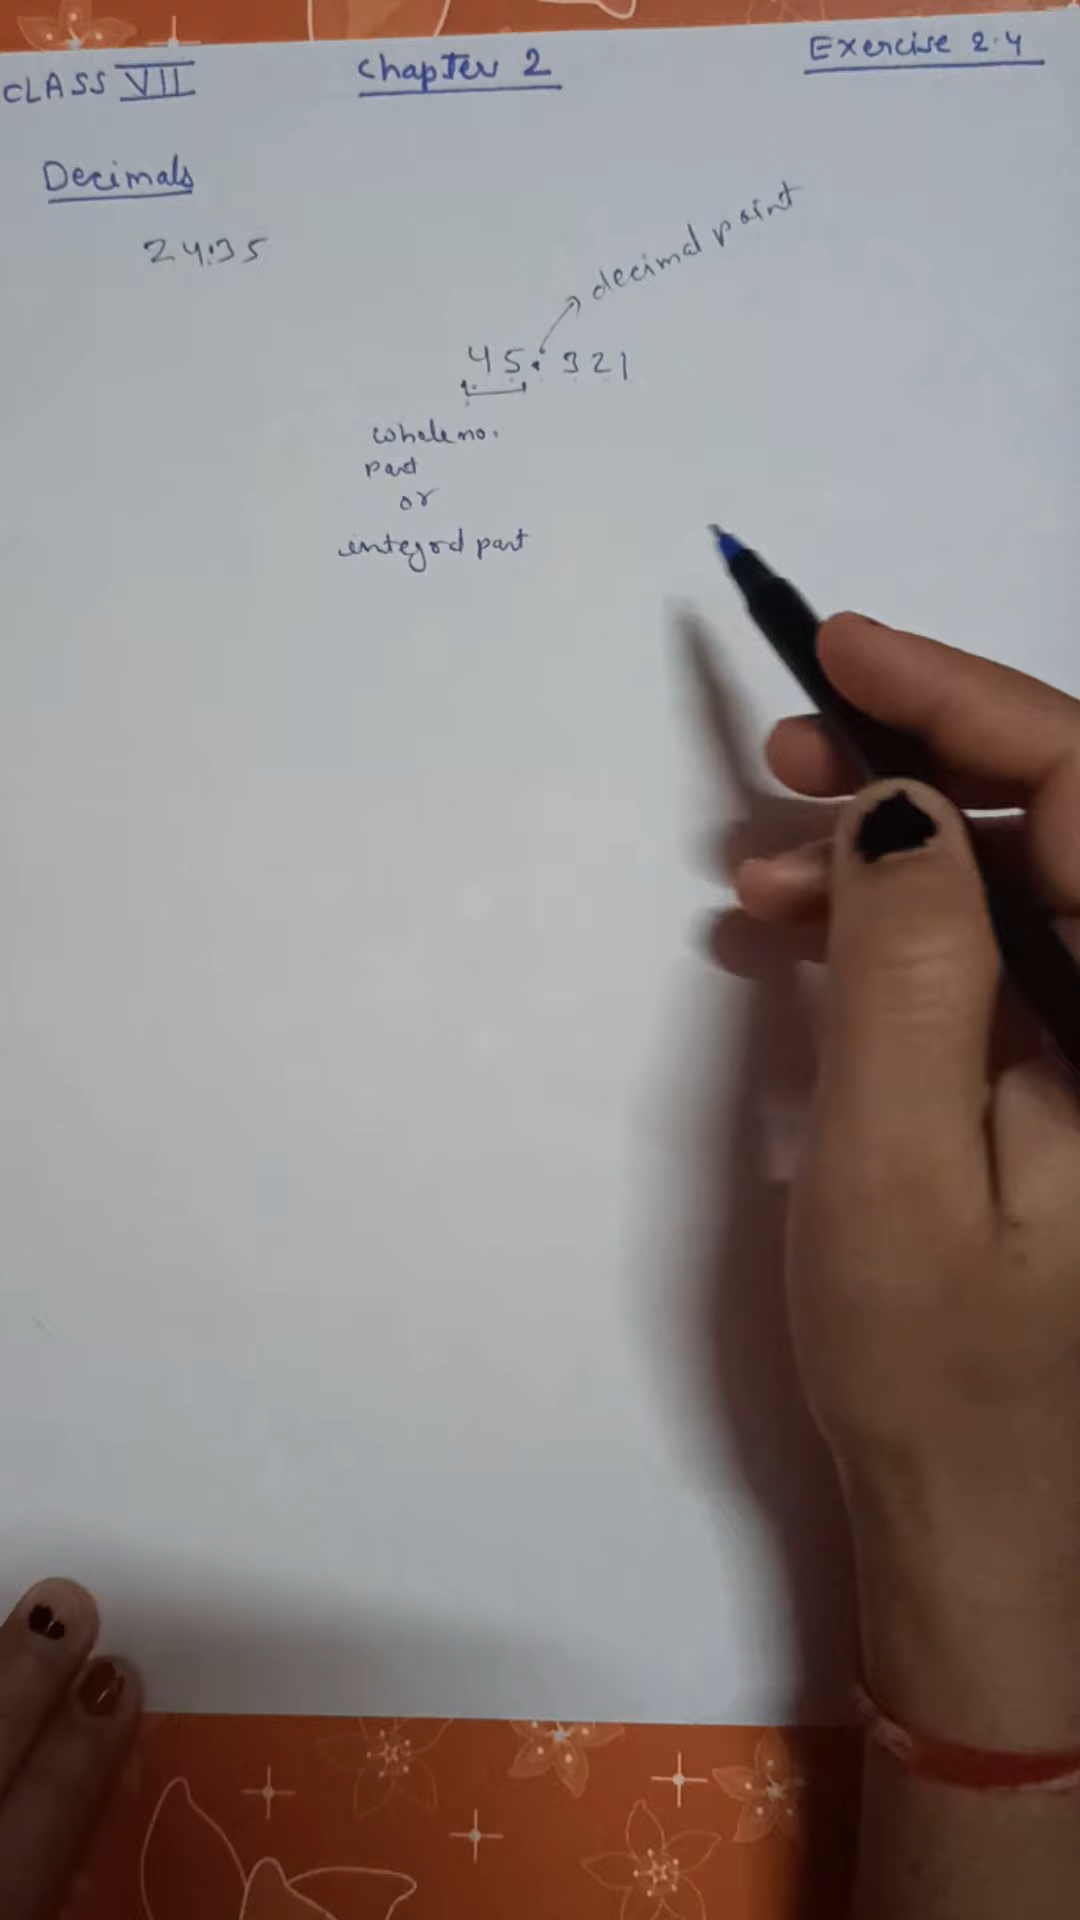 CLASS VII Chapter 2 Exercise 2.4
Decimals
24.35
decimal point
45.321
whole no.
part
or
integral part